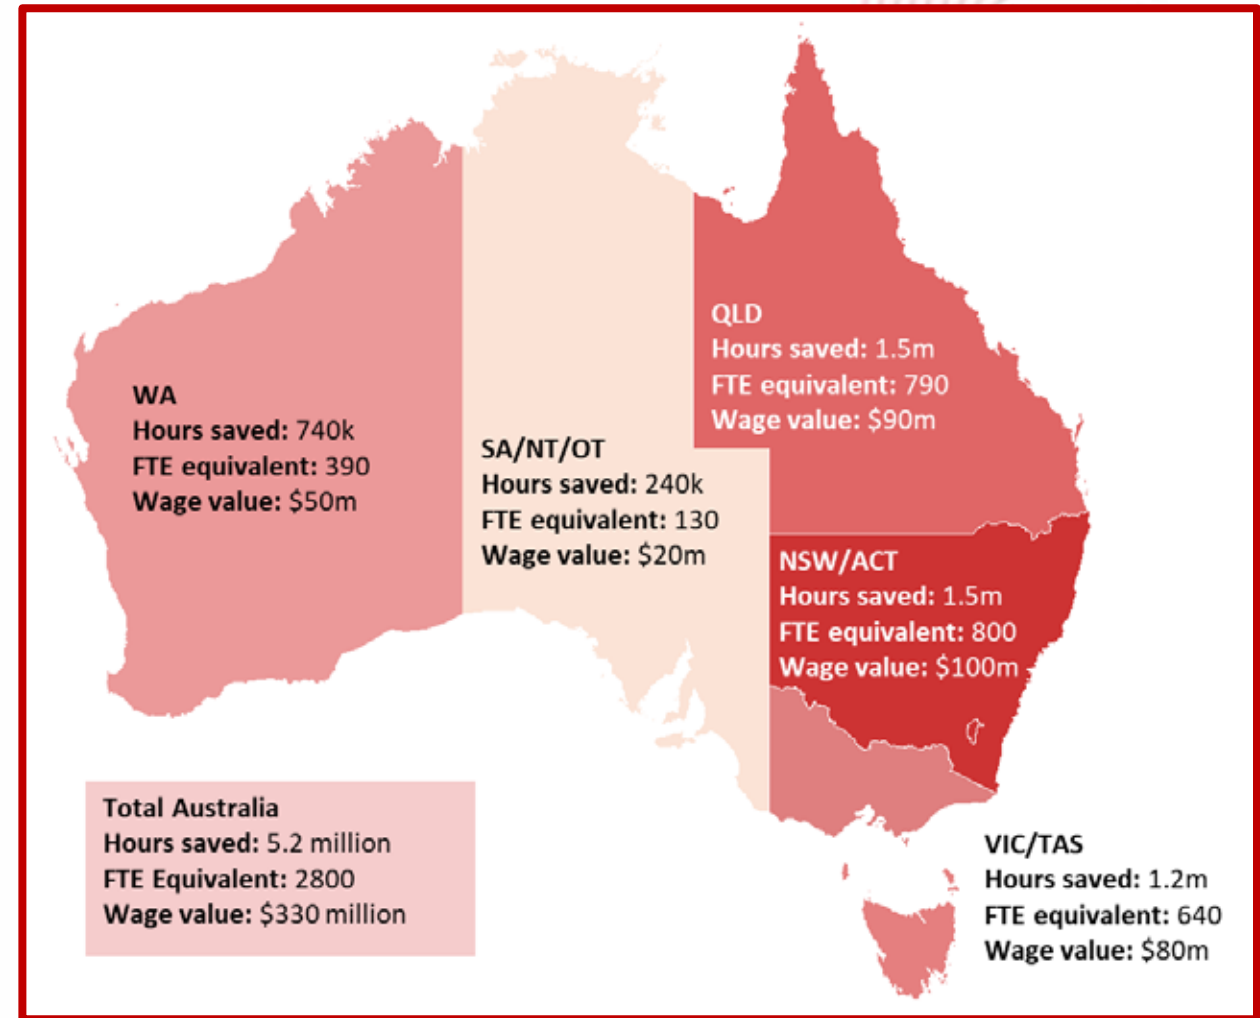 QLD
Hours saved: 1.5m
FTE equivalent: 790
Wage value: $90m
WA
Hours saved: 740k
FTE equivalent: 390
Wage value: $50m
SA/NT/OT
Hours saved: 240k
FTE equivalent: 130
Wage value: $20m
NSW/ACT
Hours saved: 1.5m
FTE equivalent: 800
Wage value: $100m
Total Australia
Hours saved: 5.2 million
FTE Equivalent: 2800
Wage value: $330 million
VIC/TAS
Hours saved: 1.2m
FTE equivalent: 640
Wage value: $80m